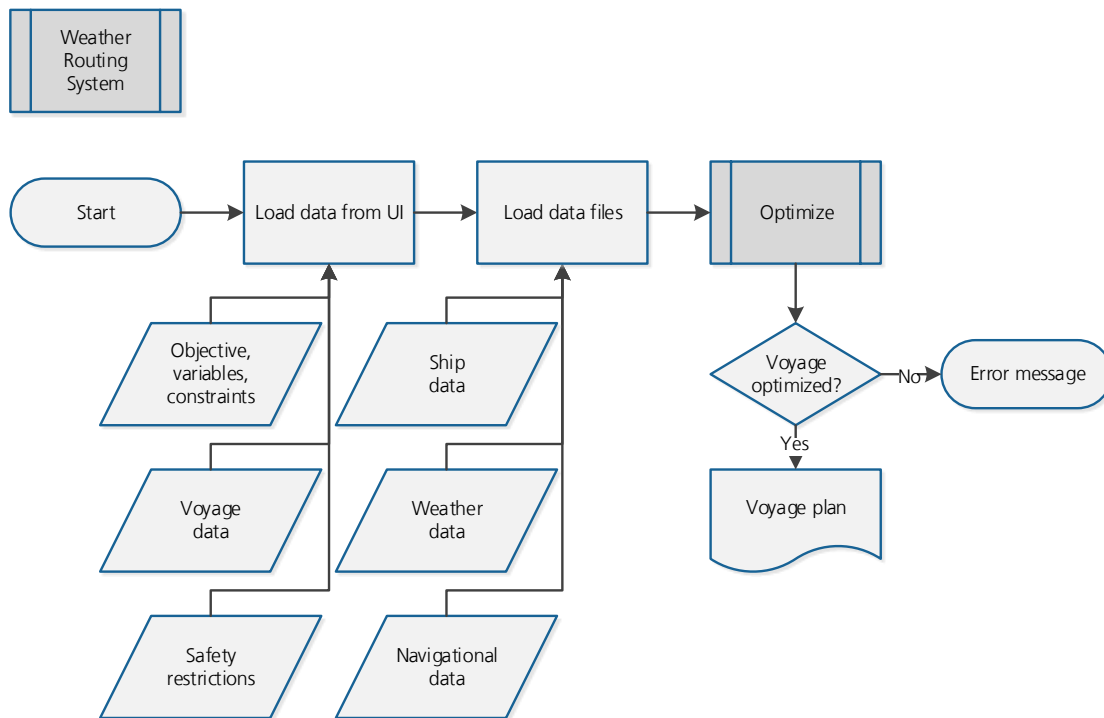 Weather
Routing
System
Start
Load data from UI
Load data files
Optimize
Objective,
variables,
constraints
Ship
data
Voyage
optimized?
No
Error message
Yes
Voyage
data
Weather
data
Voyage plan
Safety
restrictions
Navigational
data